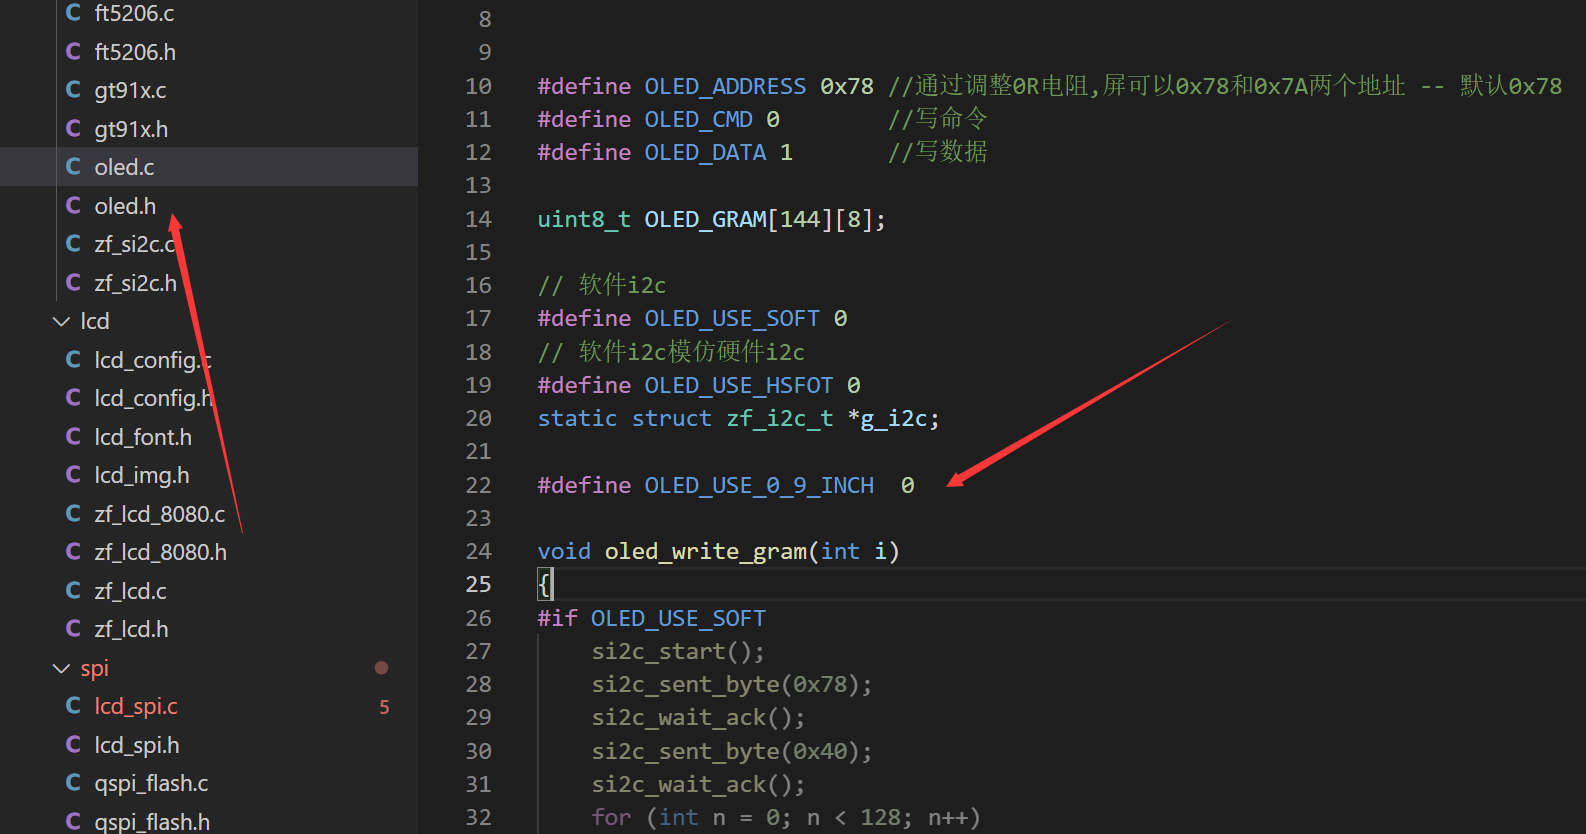 ft5206.c
ft5206.h
gt91x.c
gt91x.h
oled.c
oled.h
zf_si2c.c
zf_si2c.h
lcd
lcd_config.c
lcd_config.h
lcd_font.h
lcd_img.h
zf_lcd_8080.c
zf_lcd_8080.h
zf_lcd.c
zf_lcd.h
spi
lcd_spi.c 5
lcd_spi.h
qspi_flash.c
qspi_flash.h
8
9
10 #define OLED_ADDRESS 0x78 //通过调整0R电阻,屏可以0x78和0x7A两个地址 -- 默认0x78
11 #define OLED_CMD 0 //写命令
12 #define OLED_DATA 1 //写数据
13
14 uint8_t OLED_GRAM[144][8];
15
16 // 软件i2c
17 #define OLED_USE_SOFT 0
18 // 软件i2c模仿硬件i2c
19 #define OLED_USE_HSFOT 0
20 static struct zf_i2c_t *g_i2c;
21
22 #define OLED_USE_0_9_INCH 0
23
24 void oled_write_gram(int i)
25 {
26 #if OLED_USE_SOFT
27 si2c_start();
28 si2c_sent_byte(0x78);
29 si2c_wait_ack();
30 si2c_sent_byte(0x40);
31 si2c_wait_ack();
32 for (int n = 0; n < 128; n++)